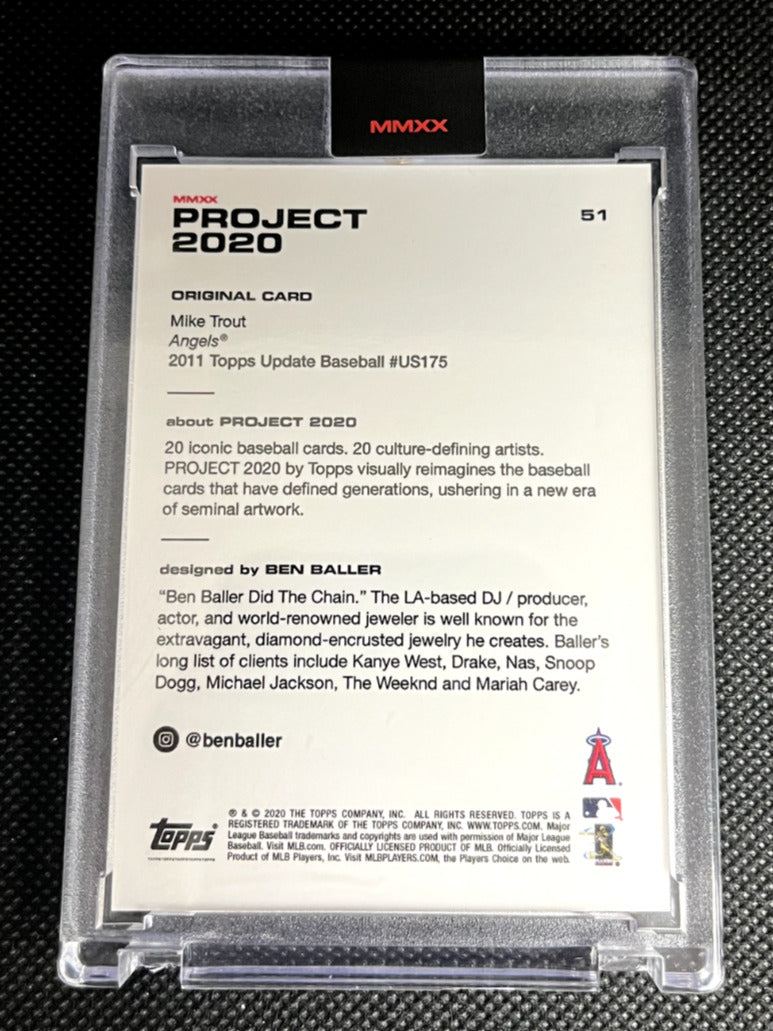 MMXX
MMXX
PROJECT
2020
51
ORIGINAL CARD
Mike Trout
Angels®
2011 Topps Update Baseball #US175
about PROJECT 2020
20 iconic baseball cards. 20 culture-defining artists.
PROJECT 2020 by Topps visually reimagines the baseball
cards that have defined generations, ushering in a new era
of seminal artwork.
designed by BEN BALLER
“Ben Baller Did The Chain.” The LA-based DJ / producer,
actor, and world-renowned jeweler is well known for the
extravagant, diamond-encrusted jewelry he creates. Baller’s
long list of clients include Kanye West, Drake, Nas, Snoop
Dogg, Michael Jackson, The Weeknd and Mariah Carey.
@benballer
A
Topps®
® & © 2020 THE TOPPS COMPANY, INC. ALL RIGHTS RESERVED. TOPPS IS A
REGISTERED TRADEMARK OF THE TOPPS COMPANY, INC. WWW.TOPPS.COM. Major
League Baseball trademarks and copyrights are used with permission of Major League
Baseball. Visit MLB.com. OFFICIALLY LICENSED PRODUCT OF MLB. Officially Licensed
Product of MLB Players, Inc. Visit MLBPLAYERS.COM, the Players Choice on the web.